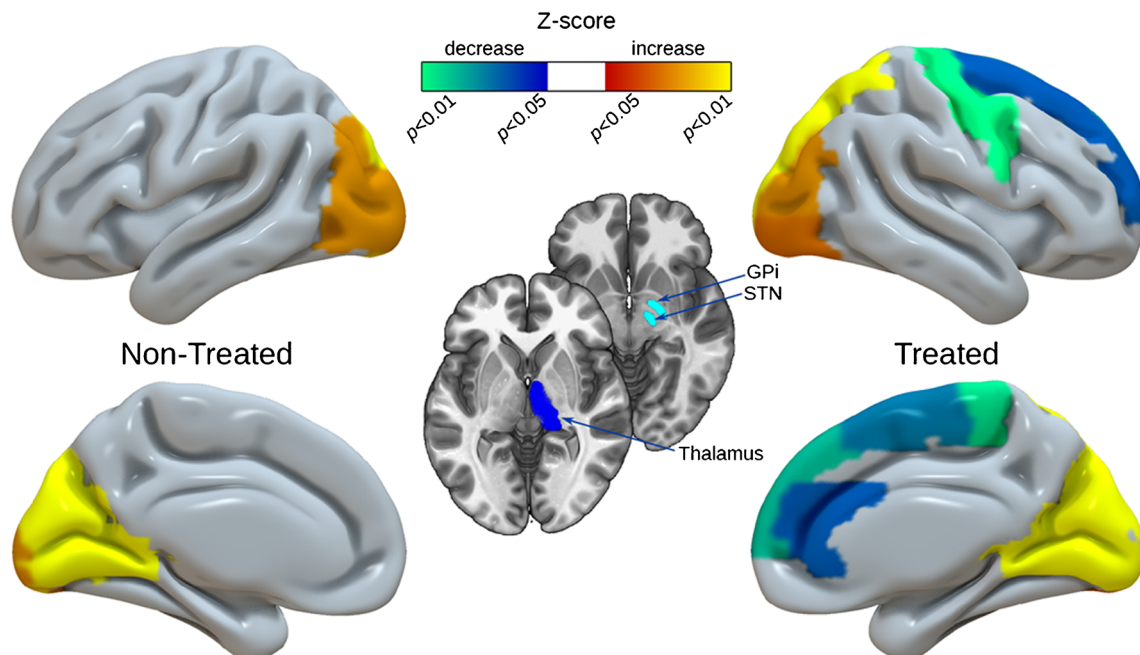 Z-score
decrease increase
p<0.01 p<0.05 p<0.05 p<0.01
GPi
STN
Non-Treated Treated
Thalamus